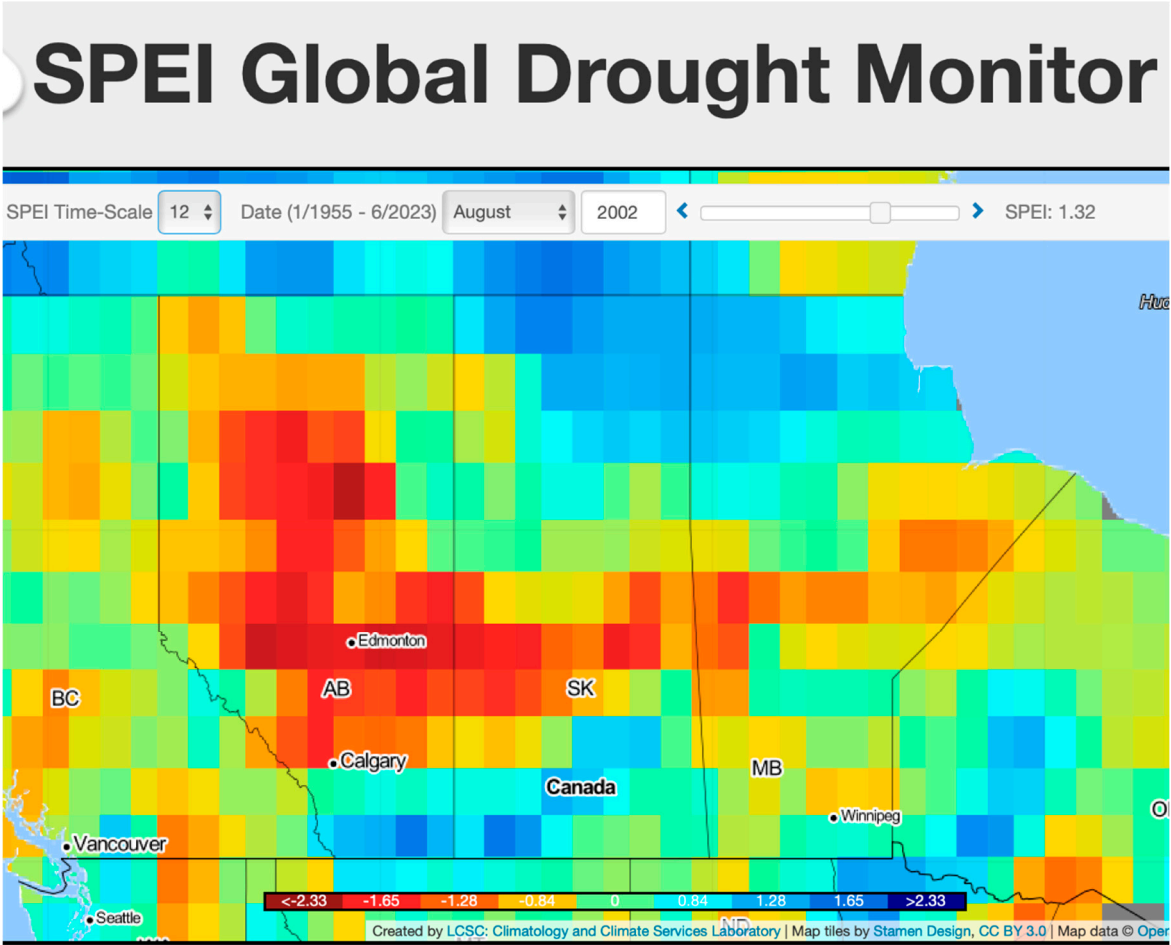 SPEI Global Drought Monitor
SPEI Time-Scale 12 Date (1/1955 - 6/2023) August 2002 SPEI: 1.32
Edmonton
BC
AB
SK
Calgary
MB
Canada
Winnipeg
Vancouver
<-2.33 -1.65 -1.28 -0.84 0 0.84 1.28 1.65 >2.33
Seattle
ND
Created by LCSC: Climatology and Climate Services Laboratory | Map tiles by Stamen Design, CC BY 3.0 | Map data © Oper